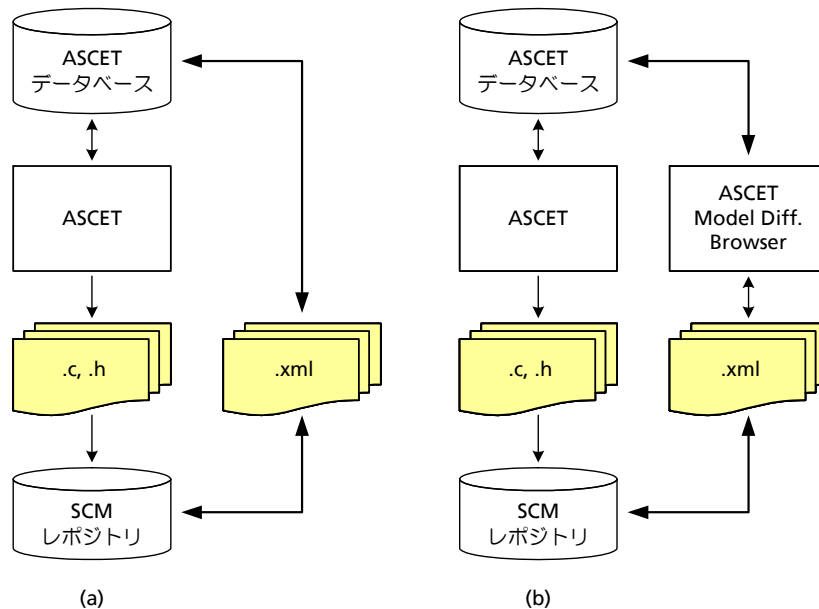 ASCET
データベース
ASCET
.c, .h
.xml
SCM
レポジトリ
(a)
ASCET
データベース
ASCET
ASCET
Model Diff.
Browser
.c, .h
.xml
SCM
レポジトリ
(b)